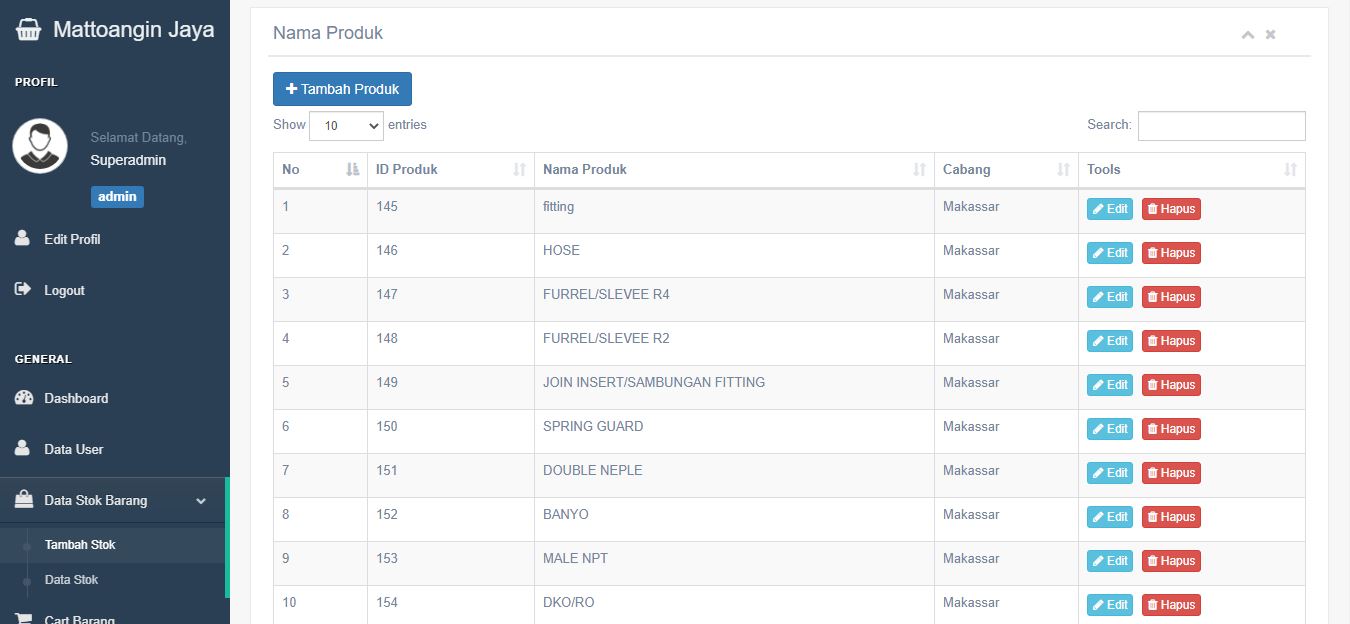 Mattoangin Jaya
PROFIL
Selamat Datang,
Superadmin
admin
Edit Profil
Logout
GENERAL
Dashboard
Data User
Data Stok Barang
Tambah Stok
Data Stok
Cart Barang
Nama Produk
Tambah Produk
Show 10 entries
Search:
No ID Produk Nama Produk Cabang Tools
1 145 fitting Makassar Edit Hapus
2 146 HOSE Makassar Edit Hapus
3 147 FURREL/SLEVEE R4 Makassar Edit Hapus
4 148 FURREL/SLEVEE R2 Makassar Edit Hapus
5 149 JOIN INSERT/SAMBUNGAN FITTING Makassar Edit Hapus
6 150 SPRING GUARD Makassar Edit Hapus
7 151 DOUBLE NEPLE Makassar Edit Hapus
8 152 BANYO Makassar Edit Hapus
9 153 MALE NPT Makassar Edit Hapus
10 154 DKO/RO Makassar Edit Hapus